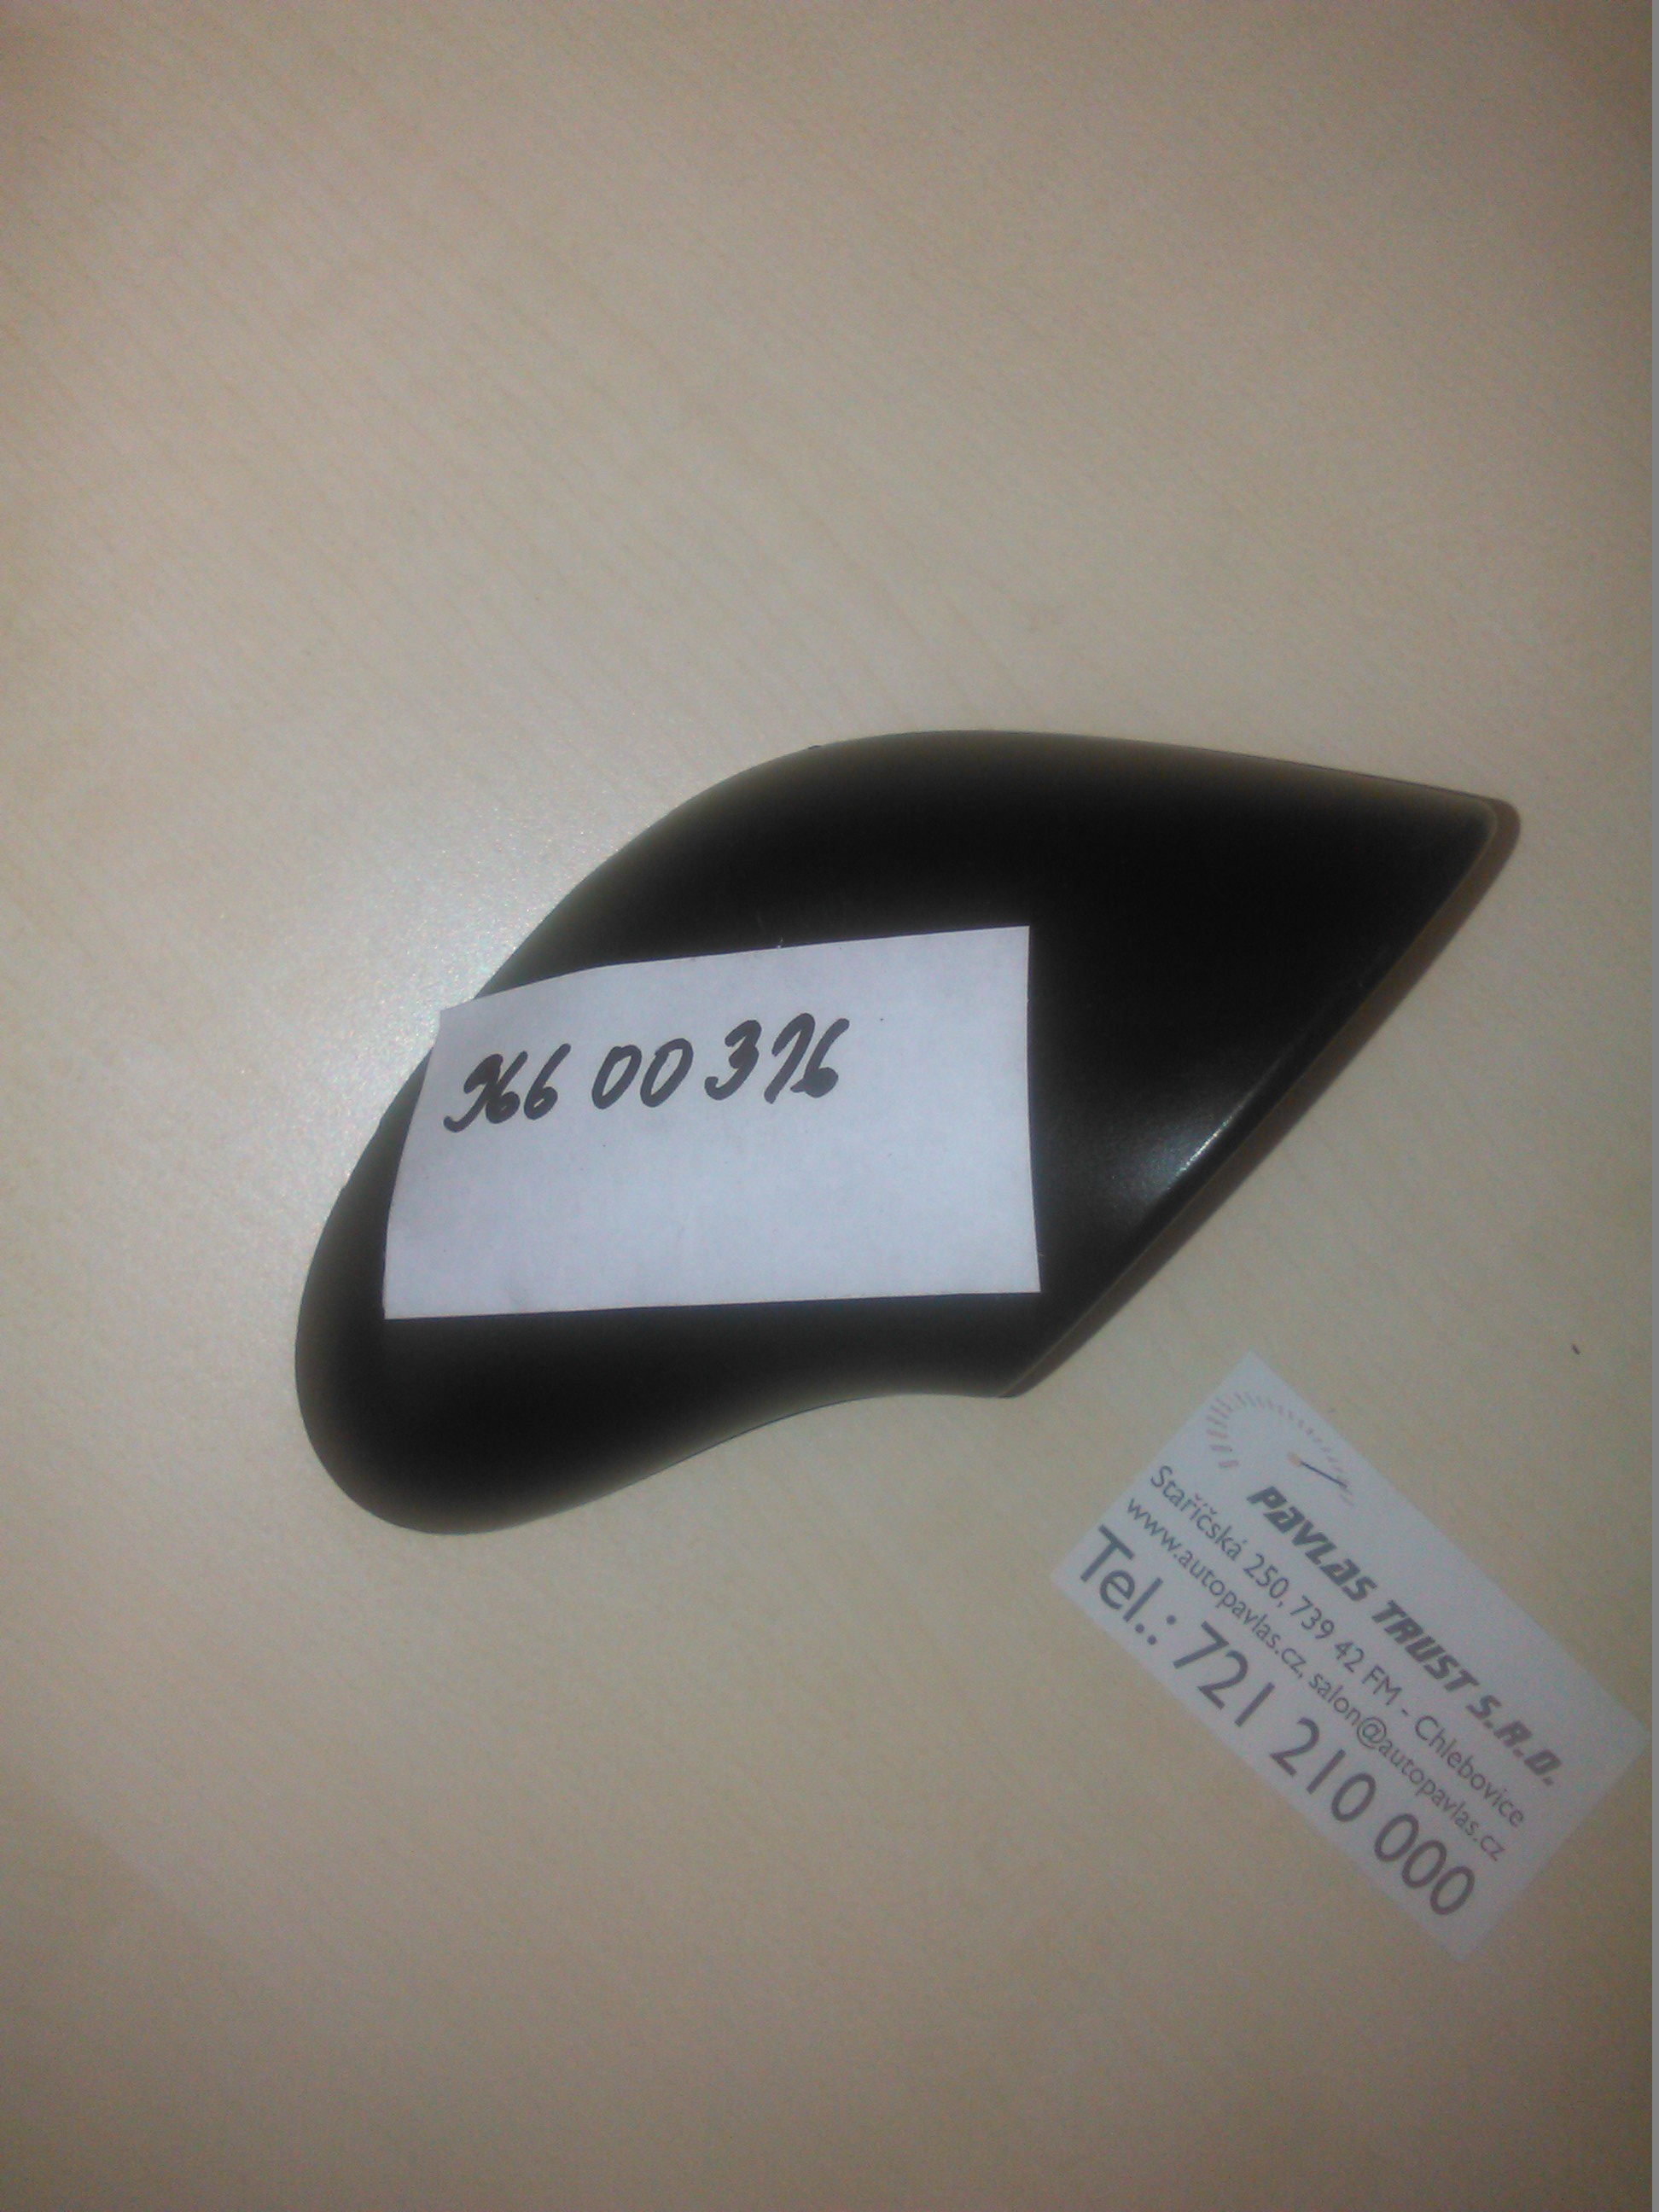 966 00 376
PAVLAS TRUST S.R.O.
Staříčská 250, 739 42 FM - Chlebovice
www.autopavlas.cz, salon@autopavlas.cz
Tel.: 721 210 000